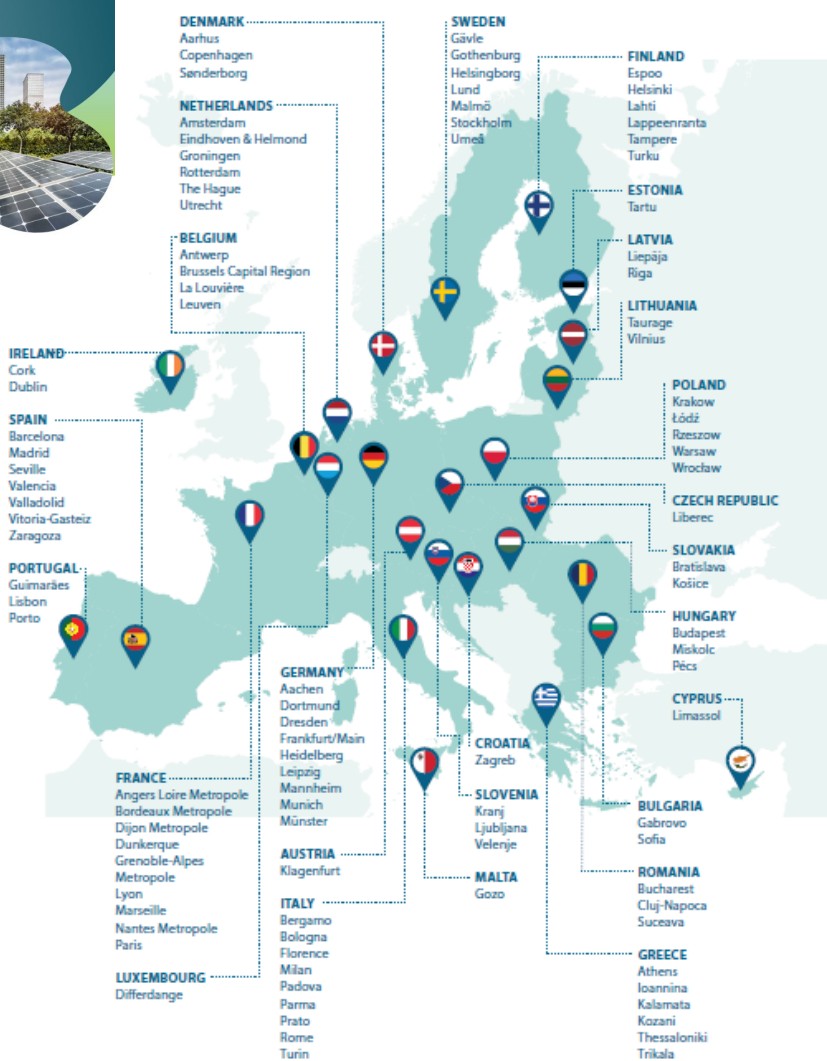 DENMARK
Aarhus
Copenhagen
Sønderborg
NETHERLANDS
Amsterdam
Eindhoven & Helmond
Groningen
Rotterdam
The Hague
Utrecht
BELGIUM
Antwerp
Brussels Capital Region
La Louvière
Leuven
IRELAND
Cork
Dublin
SPAIN
Barcelona
Madrid
Seville
Valencia
Valladolid
Vitoria-Gasteiz
Zaragoza
PORTUGAL
Guimarães
Lisbon
Porto
SWEDEN
Gävle
Gothenburg
Helsingborg
Lund
Malmö
Stockholm
Umeå
FINLAND
Espoo
Helsinki
Lahti
Lappeenranta
Tampere
Turku
ESTONIA
Tartu
LATVIA
Liepāja
Riga
LITHUANIA
Taurage
Vilnius
POLAND
Krakow
Łódź
Rzeszow
Warsaw
Wrocław
CZECH REPUBLIC
Liberec
SLOVAKIA
Bratislava
Košice
HUNGARY
Budapest
Miskolc
Pécs
CYPRUS
Limassol
FRANCE
Angers Loire Metropole
Bordeaux Metropole
Dijon Metropole
Dunkerque
Grenoble-Alpes
Metropole
Lyon
Marseille
Nantes Metropole
Paris
LUXEMBOURG
Differdange
GERMANY
Aachen
Dortmund
Dresden
Frankfurt/Main
Heidelberg
Leipzig
Mannheim
Munich
Münster
AUSTRIA
Klagenfurt
ITALY
Bergamo
Bologna
Florence
Milan
Padova
Parma
Prato
Rome
Turin
CROATIA
Zagreb
SLOVENIA
Kranj
Ljubljana
Velenje
MALTA
Gozo
BULGARIA
Gabrovo
Sofia
ROMANIA
Bucharest
Cluj-Napoca
Suceava
GREECE
Athens
Ioannina
Kalamata
Kozani
Thessaloniki
Trikala